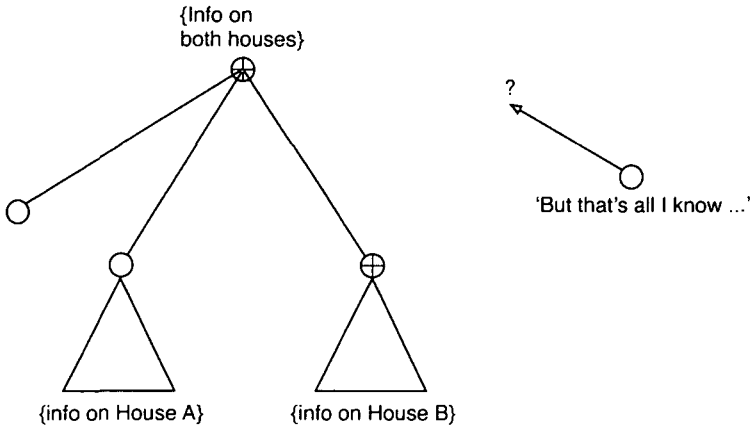 {Info on
both houses}
?
'But that's all I know ...'
{info on House A}
{info on House B}